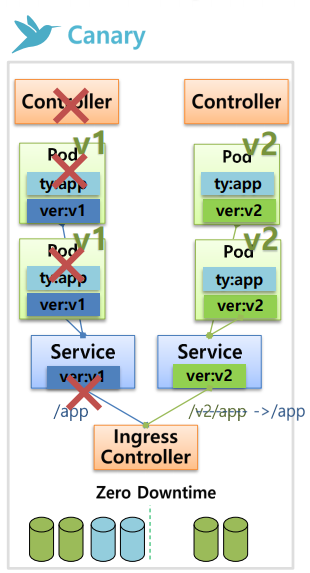 Canary
Controller
Controller
v1
v2
Pod
Pod
ty:app
ty:app
ver:v1
ver:v2
v1
v2
Pod
Pod
ty:app
ty:app
ver:v1
ver:v2
Service
Service
ver:v1
ver:v2
/app
/v2/app ->/app
Ingress
Controller
Zero Downtime